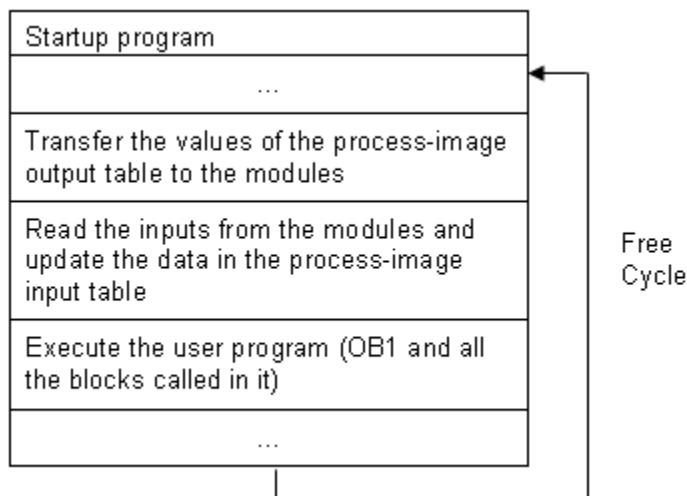 Startup program
...
Transfer the values of the process-image
output table to the modules
Read the inputs from the modules and
update the data in the process-image
input table
Free
Cycle
Execute the user program (OB1 and all
the blocks called in it)
...